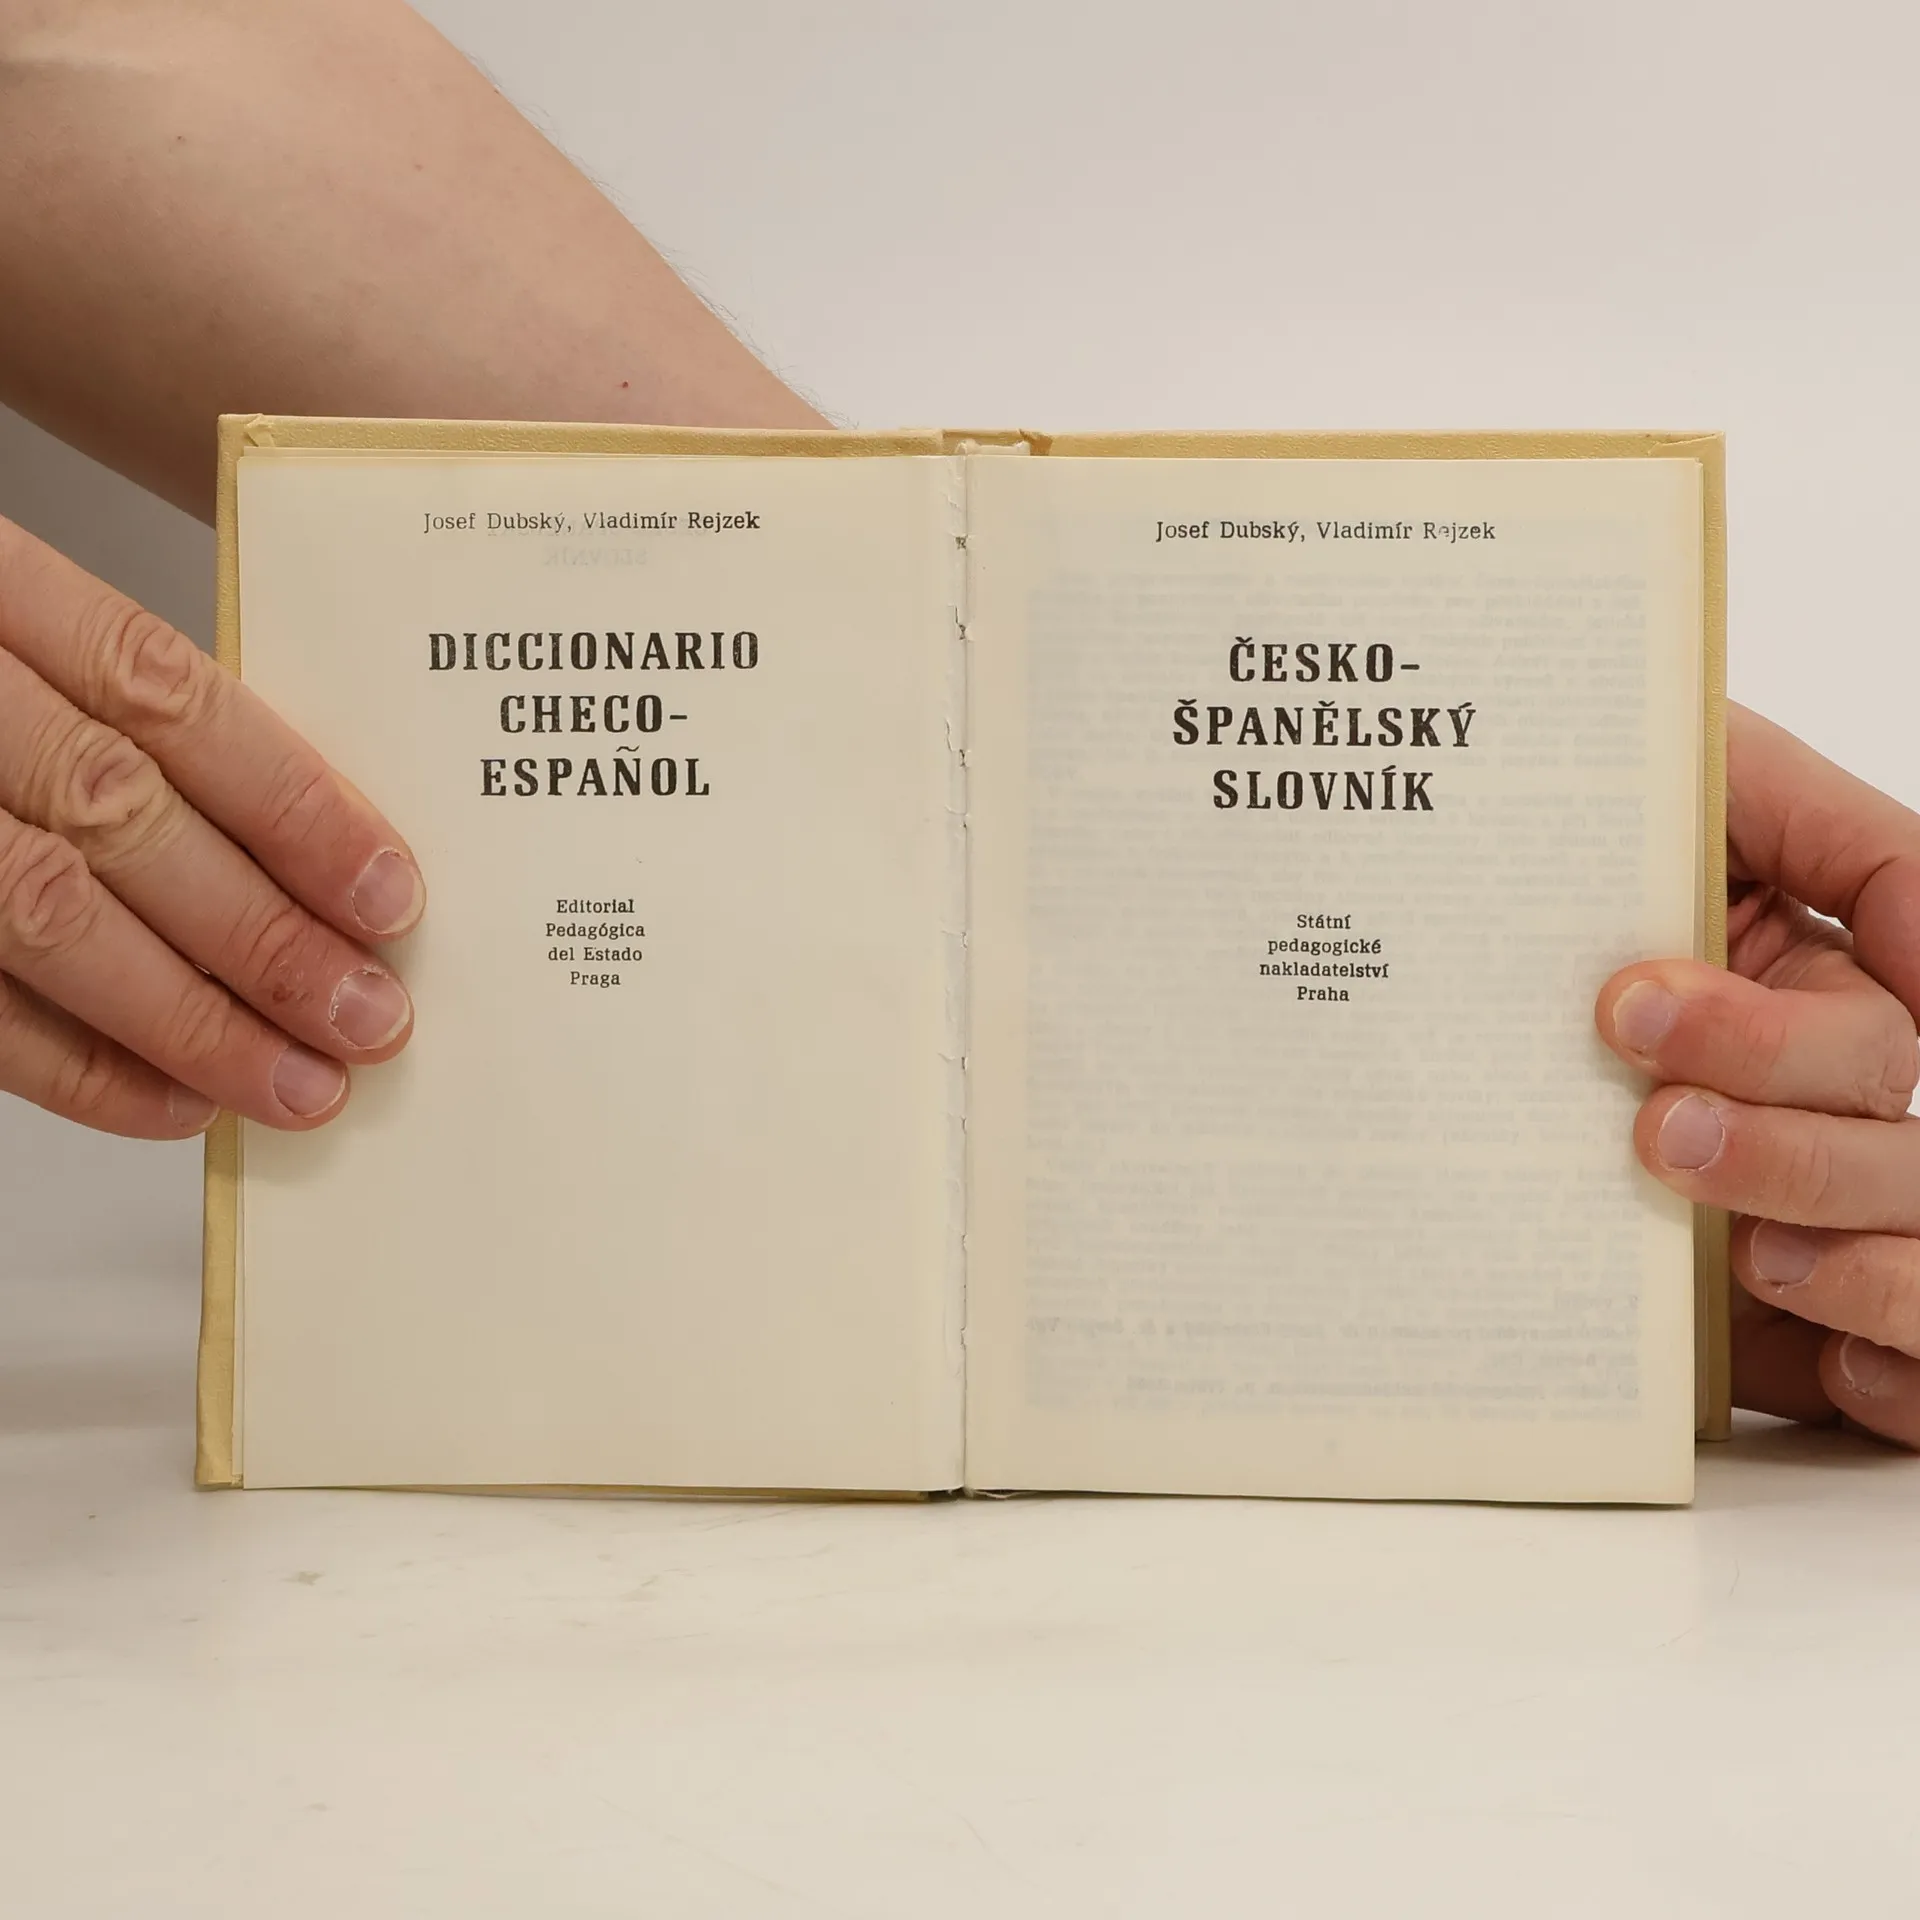 Josef Dubský, Vladimír Rejzek
DICCIONARIO
CHECO-
ESPAÑOL
Editorial
Pedagógica
del Estado
Praga
Josef Dubský, Vladimír Rejzek
ČESKO-
ŠPANĚLSKÝ
SLOVNÍK
Státní
pedagogické
nakladatelství
Praha